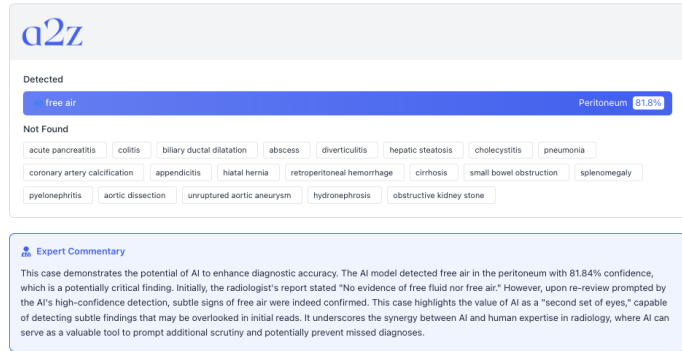 a2z
Detected
free air Peritoneum 81.8%
Not Found
acute pancreatitis colitis biliary ductal dilatation abscess diverticulitis hepatic steatosis cholecystitis pneumonia
coronary artery calcification appendicitis hiatal hernia retroperitoneal hemorrhage cirrhosis small bowel obstruction splenomegaly
pyelonephritis aortic dissection unruptured aortic aneurysm hydronephrosis obstructive kidney stone
Expert Commentary
This case demonstrates the potential of AI to enhance diagnostic accuracy. The AI model detected free air in the peritoneum with 81.84% confidence,
which is a potentially critical finding. Initially, the radiologist's report stated "No evidence of free fluid nor free air." However, upon re-review prompted by
the AI's high-confidence detection, subtle signs of free air were indeed confirmed. This case highlights the value of AI as a "second set of eyes," capable
of detecting subtle findings that may be overlooked in initial reads. It underscores the synergy between AI and human expertise in radiology, where AI can
serve as a valuable tool to prompt additional scrutiny and potentially prevent missed diagnoses.